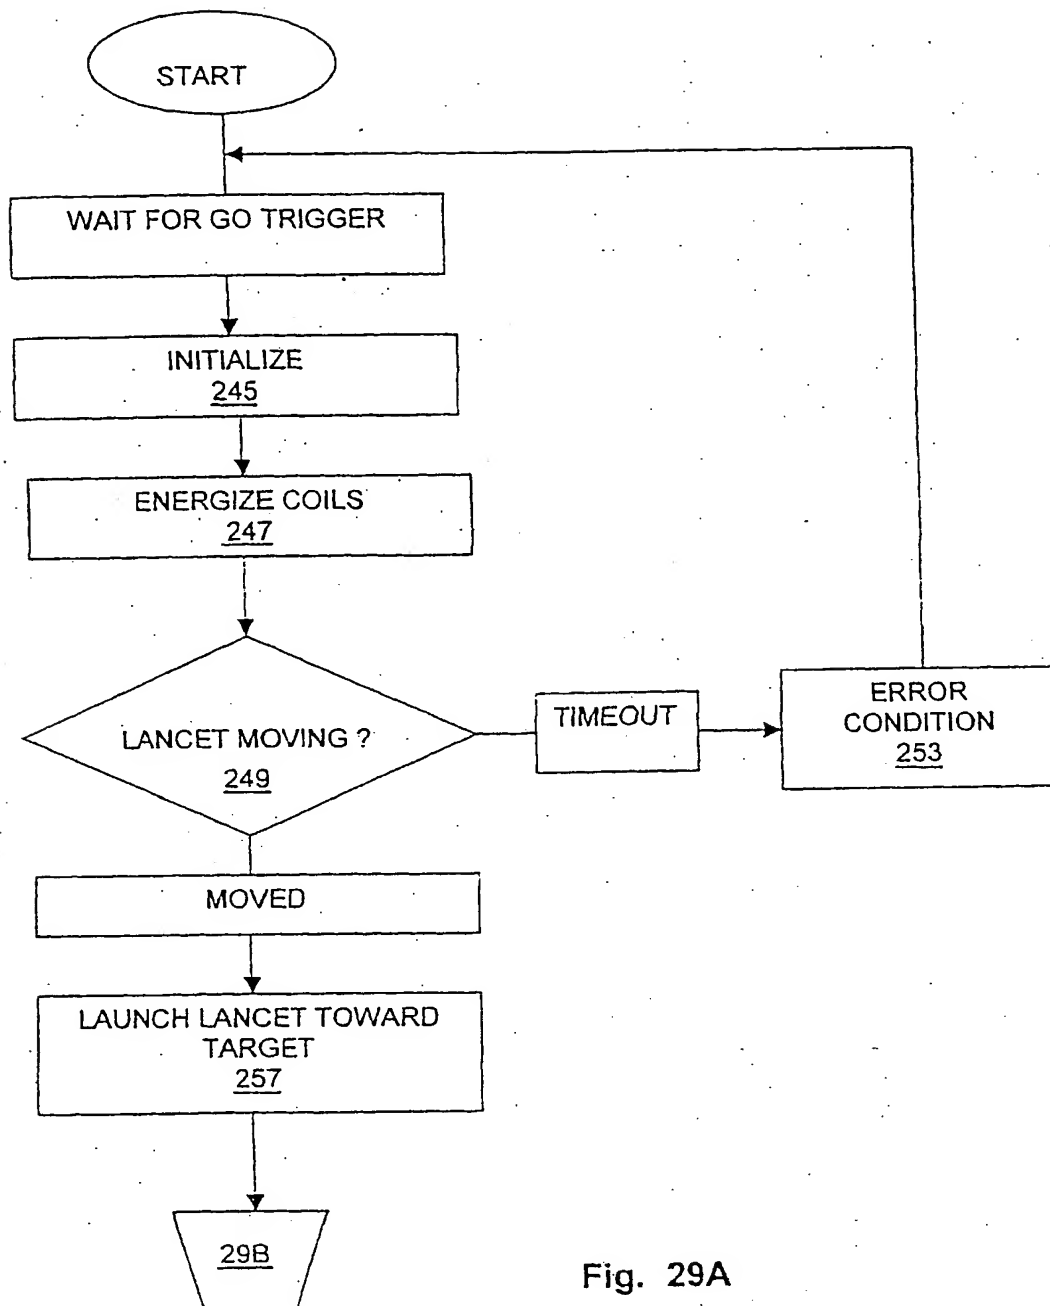 START
WAIT FOR GO TRIGGER
INITIALIZE
245
ENERGIZE COILS
247
LANCET MOVING ?
249
TIMEOUT
ERROR
CONDITION
253
MOVED
LAUNCH LANCET TOWARD
TARGET
257
29B
Fig. 29A